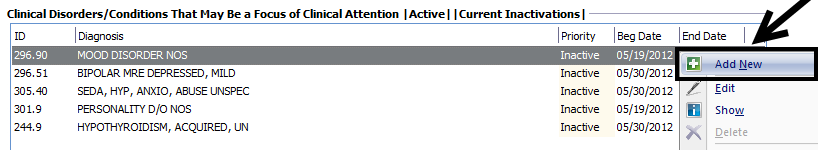 Clinical Disorders/Conditions That May Be a Focus of Clinical Attention |Active| |Current Inactivations|
ID Diagnosis Priority Beg Date End Date
296.90 MOOD DISORDER NOS Inactive 05/19/2012 Add New
296.51 BIPOLAR MRE DEPRESSED, MILD Inactive 05/30/2012
305.40 SEDA, HYP, ANXIO, ABUSE UNSPEC Inactive 05/30/2012 Edit
301.9 PERSONALITY D/O NOS Inactive 05/19/2012 Show
244.9 HYPOTHYROIDISM, ACQUIRED, UN Inactive 05/30/2012 Delete